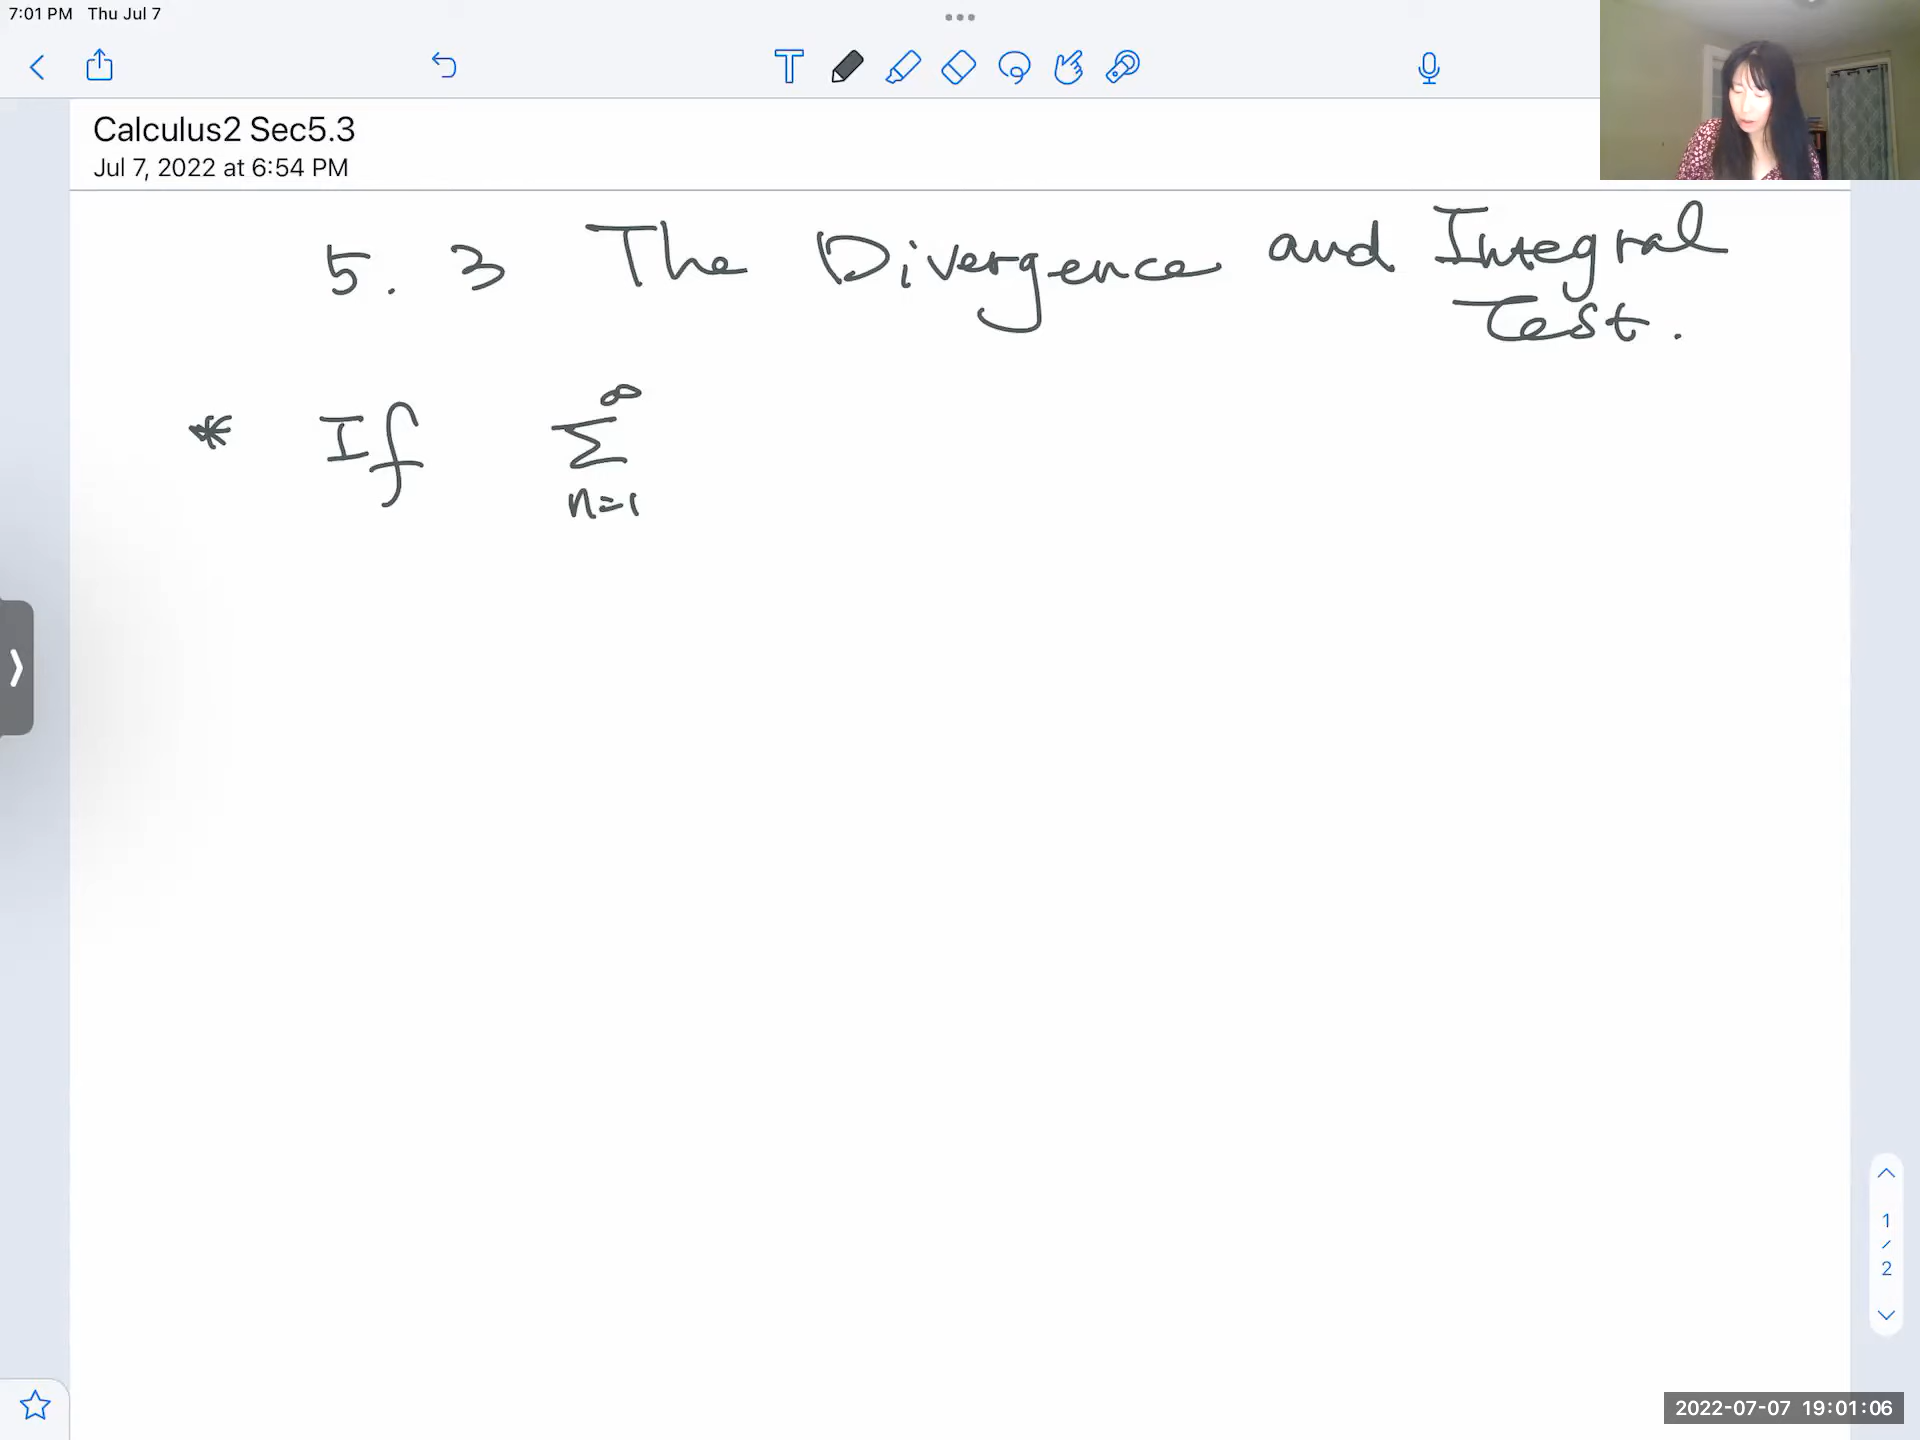 7:01 PM Thu Jul 7
Calculus2 Sec5.3
Jul 7, 2022 at 6:54 PM
5.3 The Divergence and Integral
Test.
* If ∞
Σ
n=1
1
/
2
2022-07-07 19:01:06